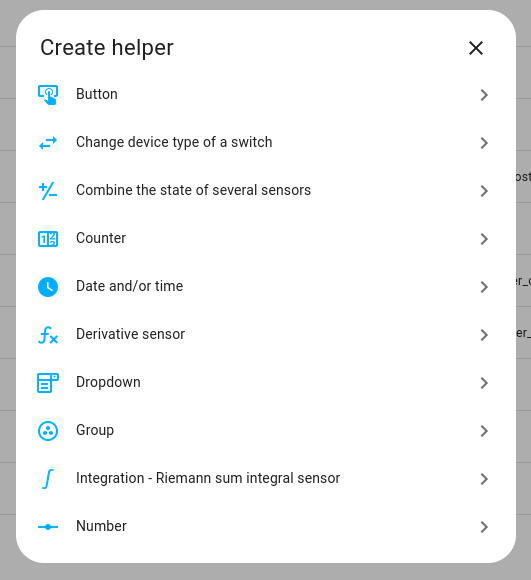 Create helper
Button
Change device type of a switch
Combine the state of several sensors
Counter
Date and/or time
Derivative sensor
Dropdown
Group
Integration - Riemann sum integral sensor
Number